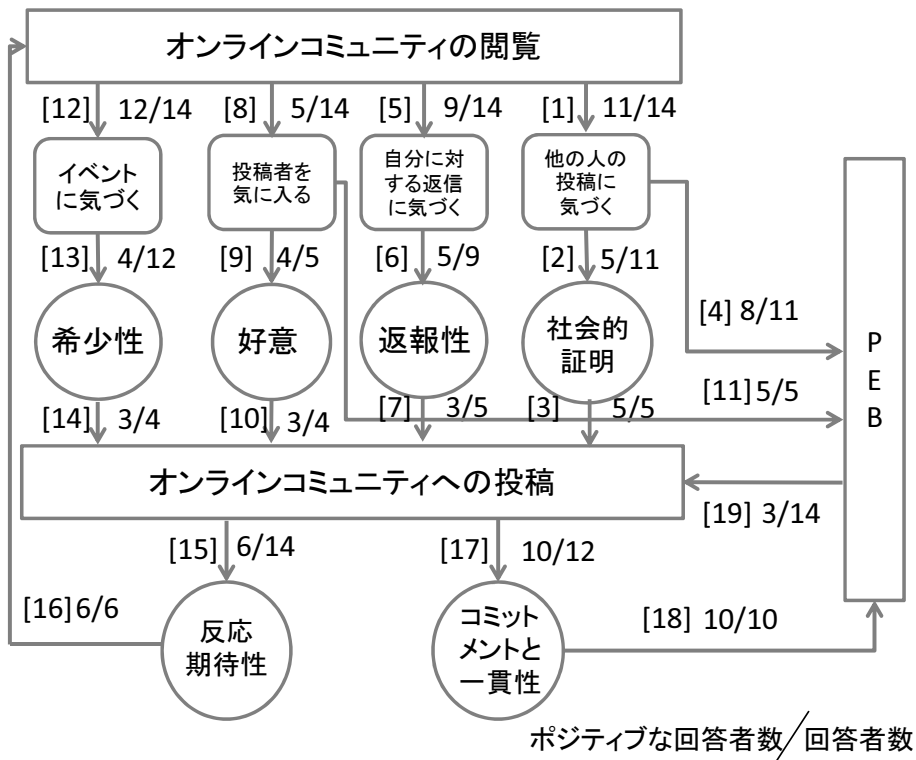 オンラインコミュニティの閲覧
[12] 12/14 [8] 5/14 [5] 9/14 [1] 11/14
イベント
に気づく
投稿者を
気に入る
自分に対
する返信
に気づく
他の人の
投稿に
気づく
[13] 4/12 [9] 4/5 [6] 5/9 [2] 5/11
希少性
好意
返報性
社会的
証明
[4] 8/11
[11] 5/5
P
E
B
[14] 3/4 [10] 3/4 [7] 3/5 [3] 5/5
オンラインコミュニティへの投稿
[19] 3/14
[15] 6/14 [17] 10/12
[16] 6/6
反応
期待性
コミット
メントと
一貫性
[18] 10/10
ポジティブな回答者数/回答者数